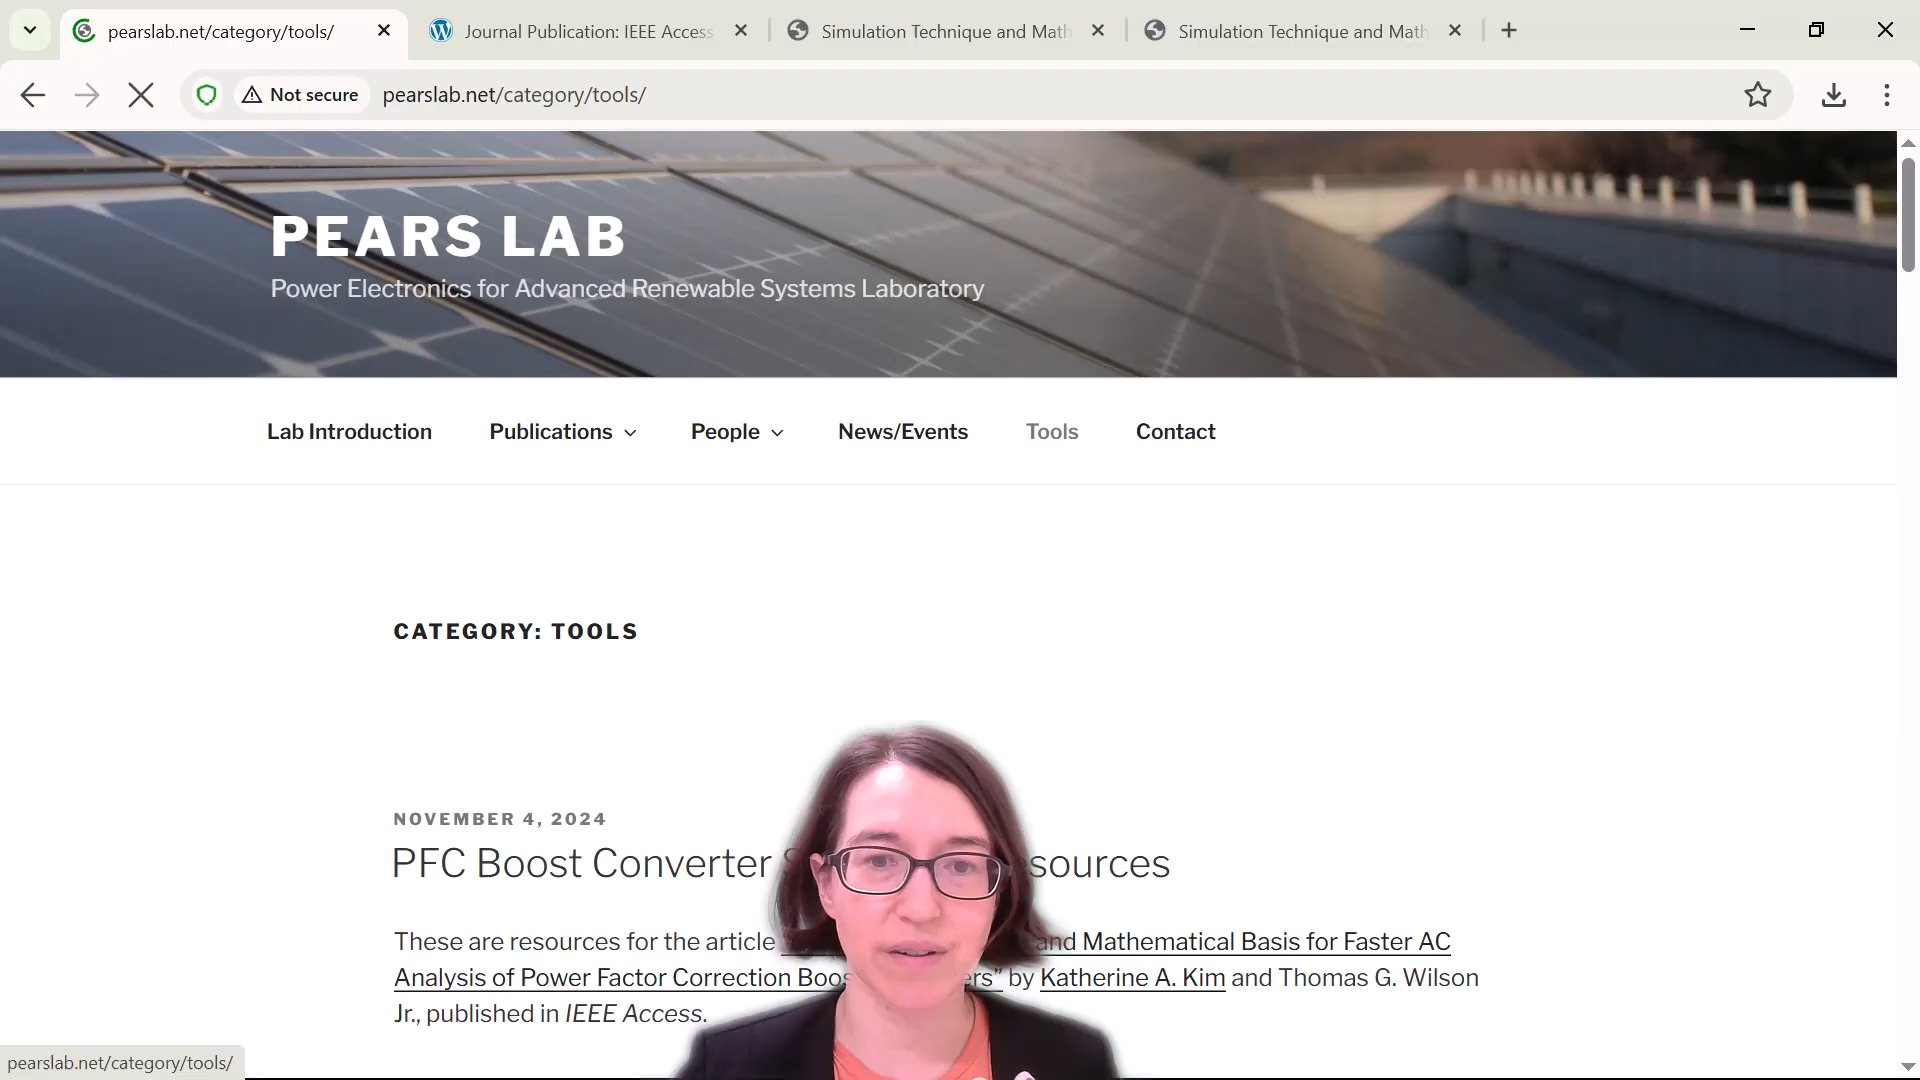 pearslab.net/category/tools/
Journal Publication: IEEE Access
Simulation Technique and Math
Simulation Technique and Math
Not secure
pearslab.net/category/tools/
PEARS LAB
Power Electronics for Advanced Renewable Systems Laboratory
Lab Introduction
Publications
People
News/Events
Tools
Contact
CATEGORY: TOOLS
NOVEMBER 4, 2024
PFC Boost Converter
These are resources for the article and Mathematical Basis for Faster AC
Analysis of Power Factor Correction by Katherine A. Kim and Thomas G. Wilson
Jr., published in IEEE Access.
pearslab.net/category/tools/